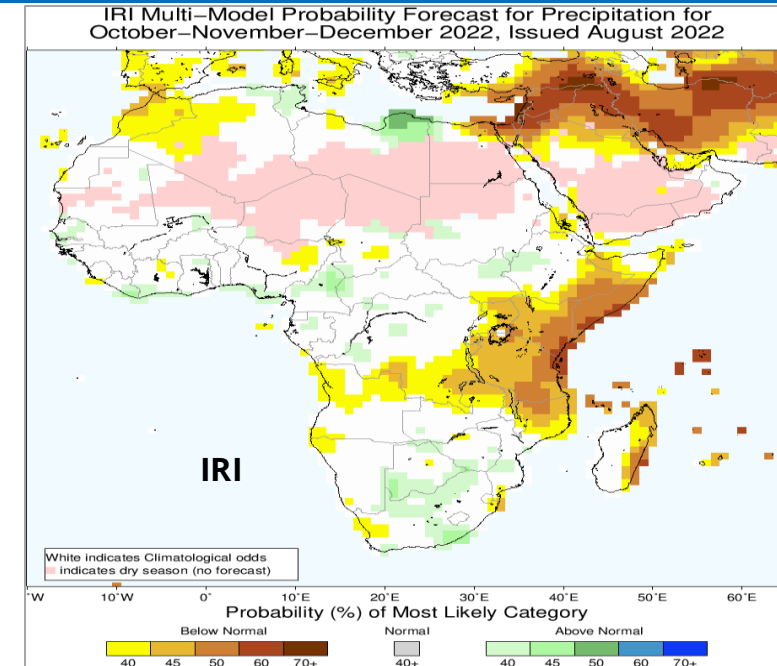 IRI Multi−Model Probability Forecast for Precipitation for
October−November−December 2022, Issued August 2022
IRI
White indicates Climatological odds
indicates dry season (no forecast)
°W 10°W 0° 10°E 20°E 30°E 40°E 50°E 60°E
Probability (%) of Most Likely Category
Below Normal Normal Above Normal
40 45 50 60 70+ 40+ 40 45 50 60 70+